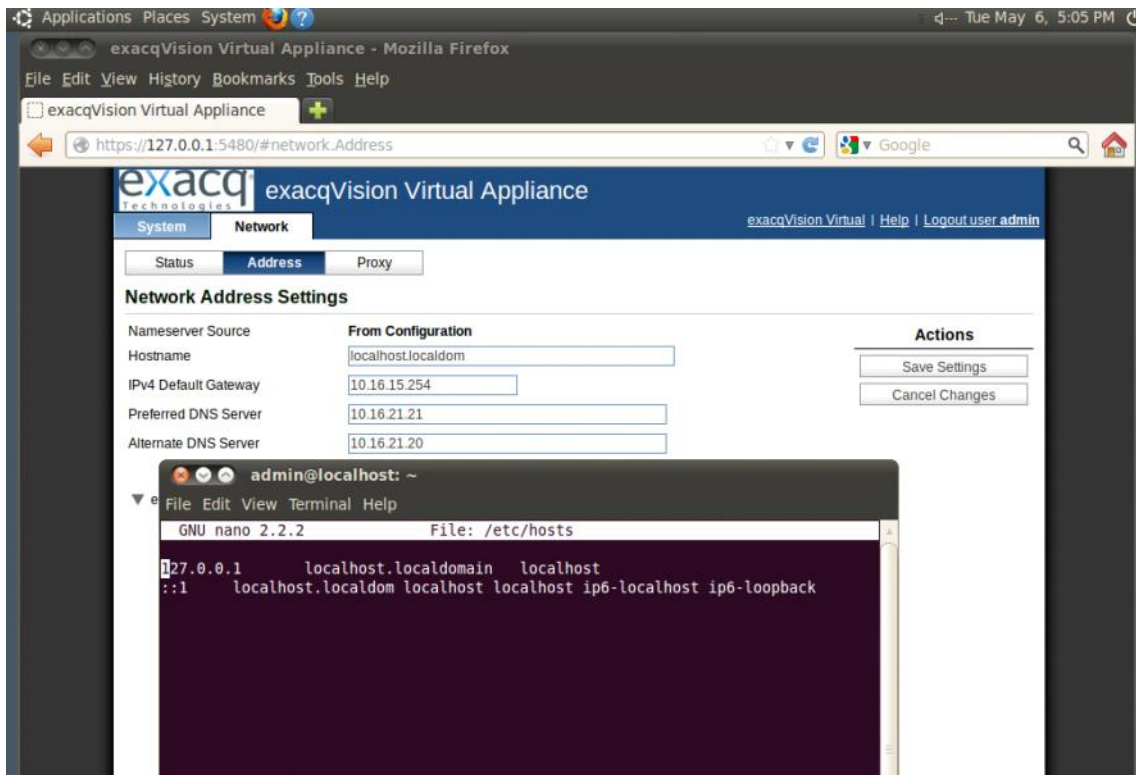 Applications Places System ? Tue May 6, 5:05 PM
exacqVision Virtual Appliance - Mozilla Firefox
File Edit View History Bookmarks Tools Help
exacqVision Virtual Appliance
https://127.0.0.1:5480/#network.Address Google
exacq exacqVision Virtual Appliance
Technologies
System Network exacqVision Virtual | Help | Logout user admin
Status Address Proxy
Network Address Settings
Nameserver Source From Configuration Actions
Hostname localhost.localdom Save Settings
IPv4 Default Gateway 10.16.15.254 Cancel Changes
Preferred DNS Server 10.16.21.21
Alternate DNS Server 10.16.21.20
admin@localhost: ~
e File Edit View Terminal Help
GNU nano 2.2.2 File: /etc/hosts
127.0.0.1 localhost.localdomain localhost
::1 localhost.localdom localhost localhost ip6-localhost ip6-loopback